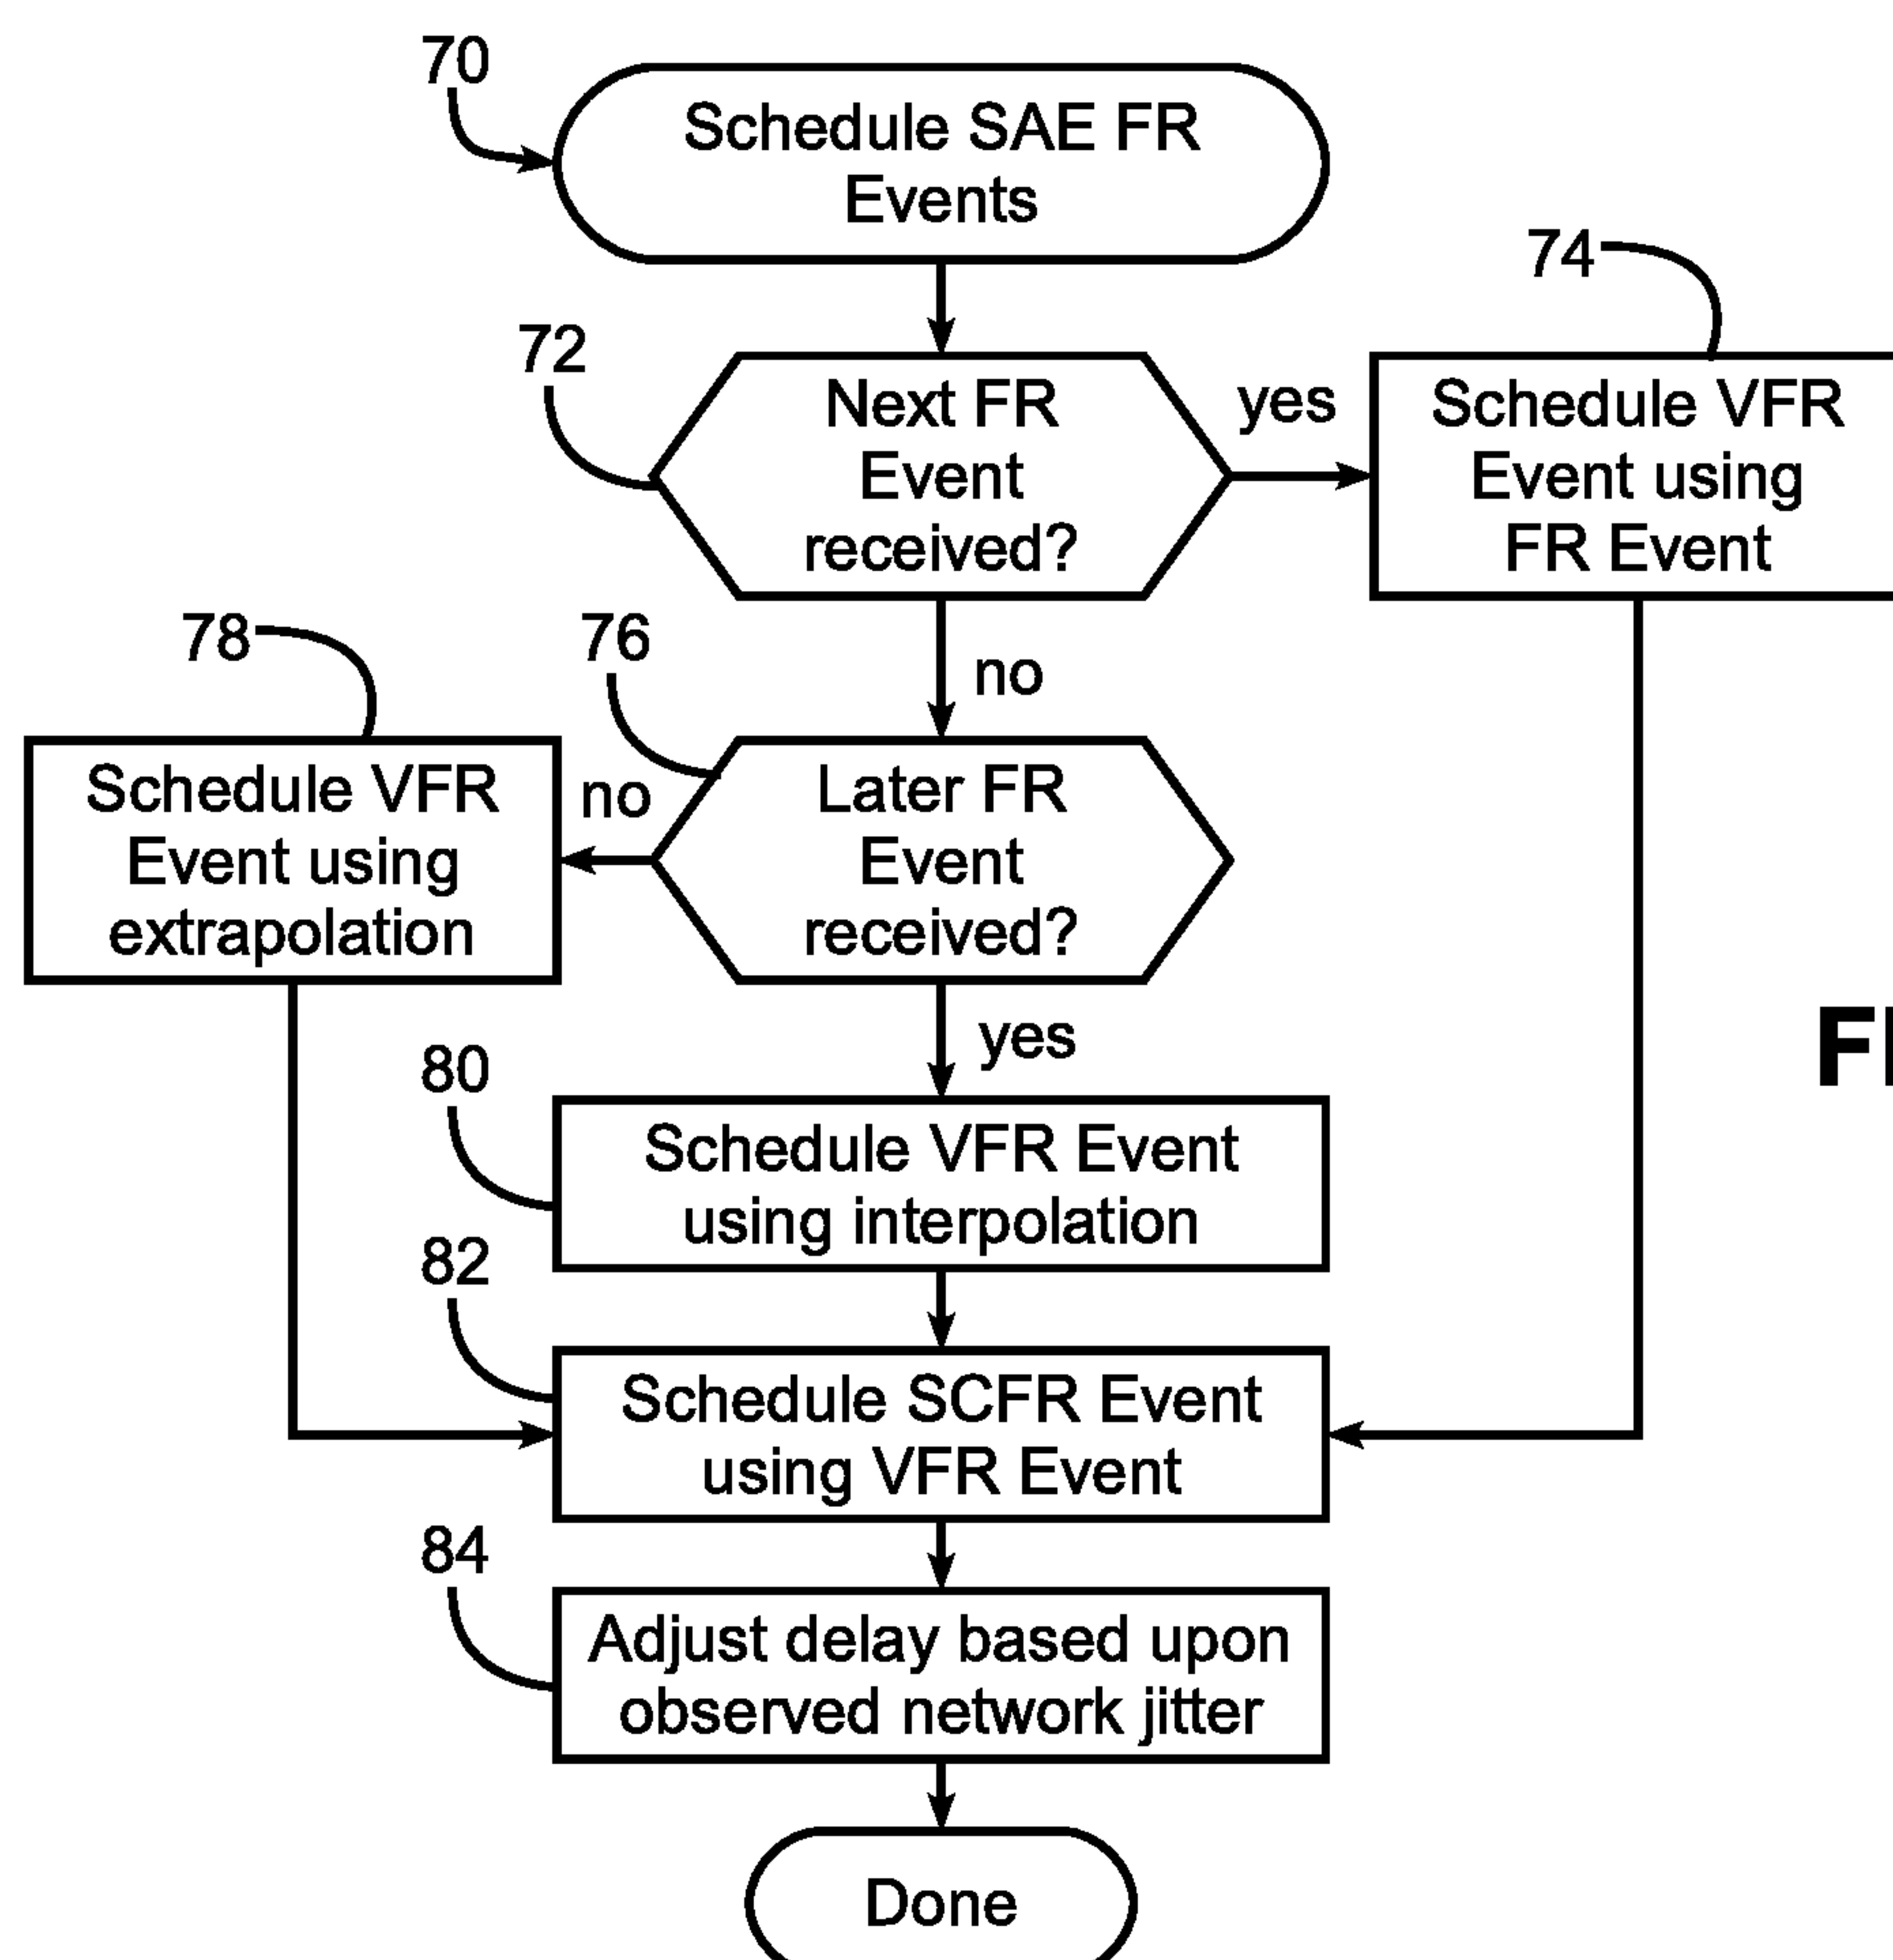 70
Schedule SAE FR
Events
74
72
Next FR
Event
received?
yes
Schedule VFR
Event using
FR Event
no
78
76
Schedule VFR
Event using
extrapolation
no
Later FR
Event
received?
yes
80
Schedule VFR Event
using interpolation
82
Schedule SCFR Event
using VFR Event
84
Adjust delay based upon
observed network jitter
Done